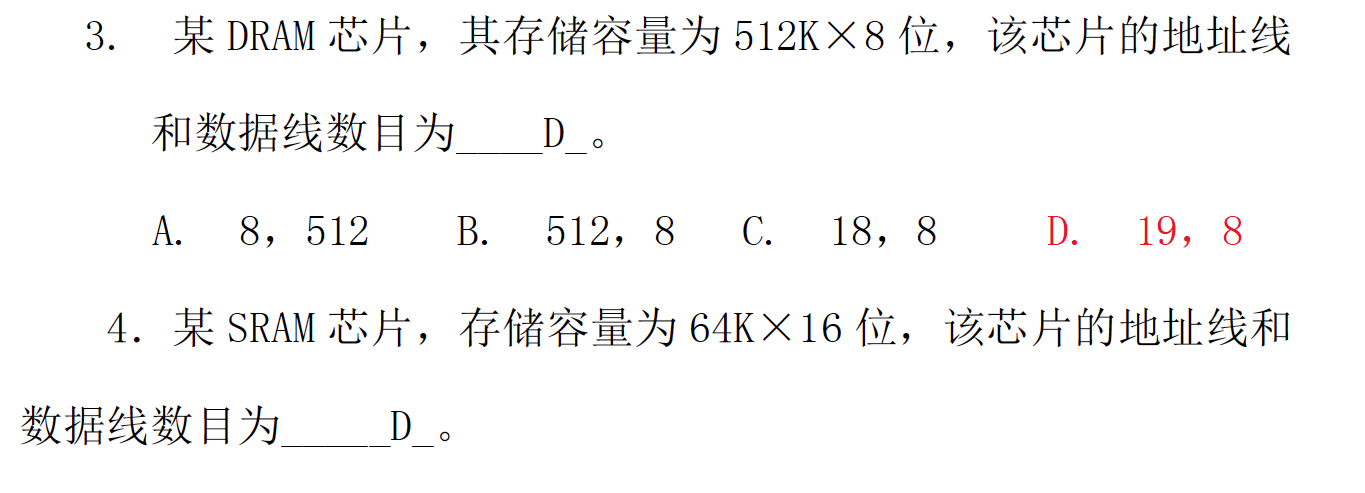 3. 某 DRAM 芯片，其存储容量为 512K×8 位，该芯片的地址线
和数据线数目为____D_。
A. 8，512 B. 512，8 C. 18，8 D. 19，8
4．某 SRAM 芯片，存储容量为 64K×16 位，该芯片的地址线和
数据线数目为_____D_。